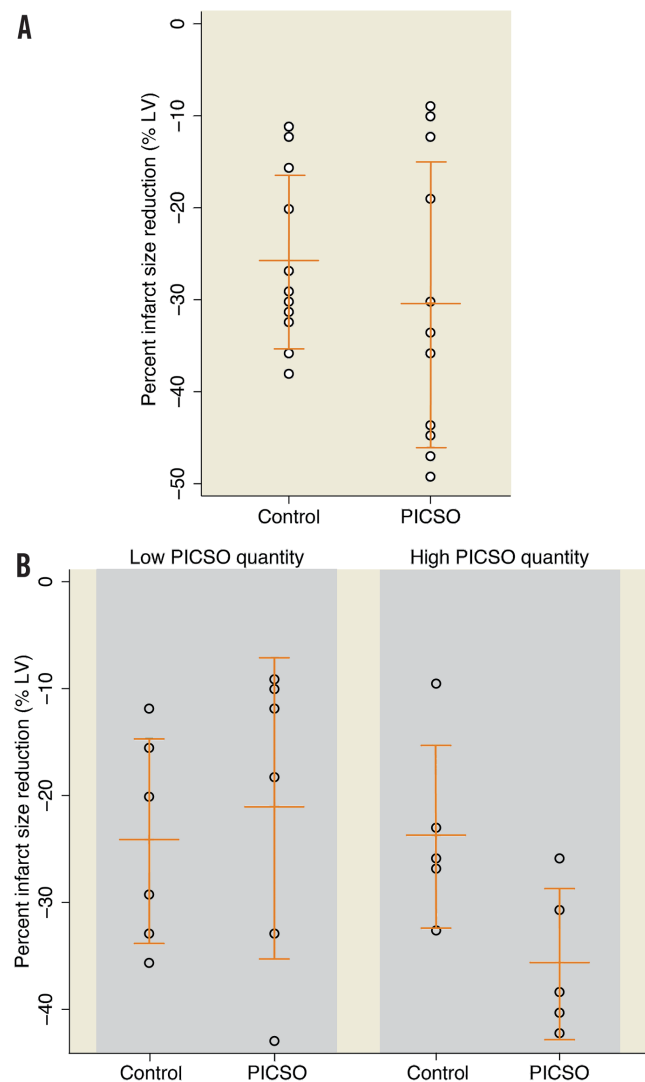 A
Percent infarct size reduction (% LV)
0
−10
−20
−30
−40
−50
Control PICSO
B
Low PICSO quantity High PICSO quantity
Percent infarct size reduction (% LV)
0
−10
−20
−30
−40
Control PICSO Control PICSO